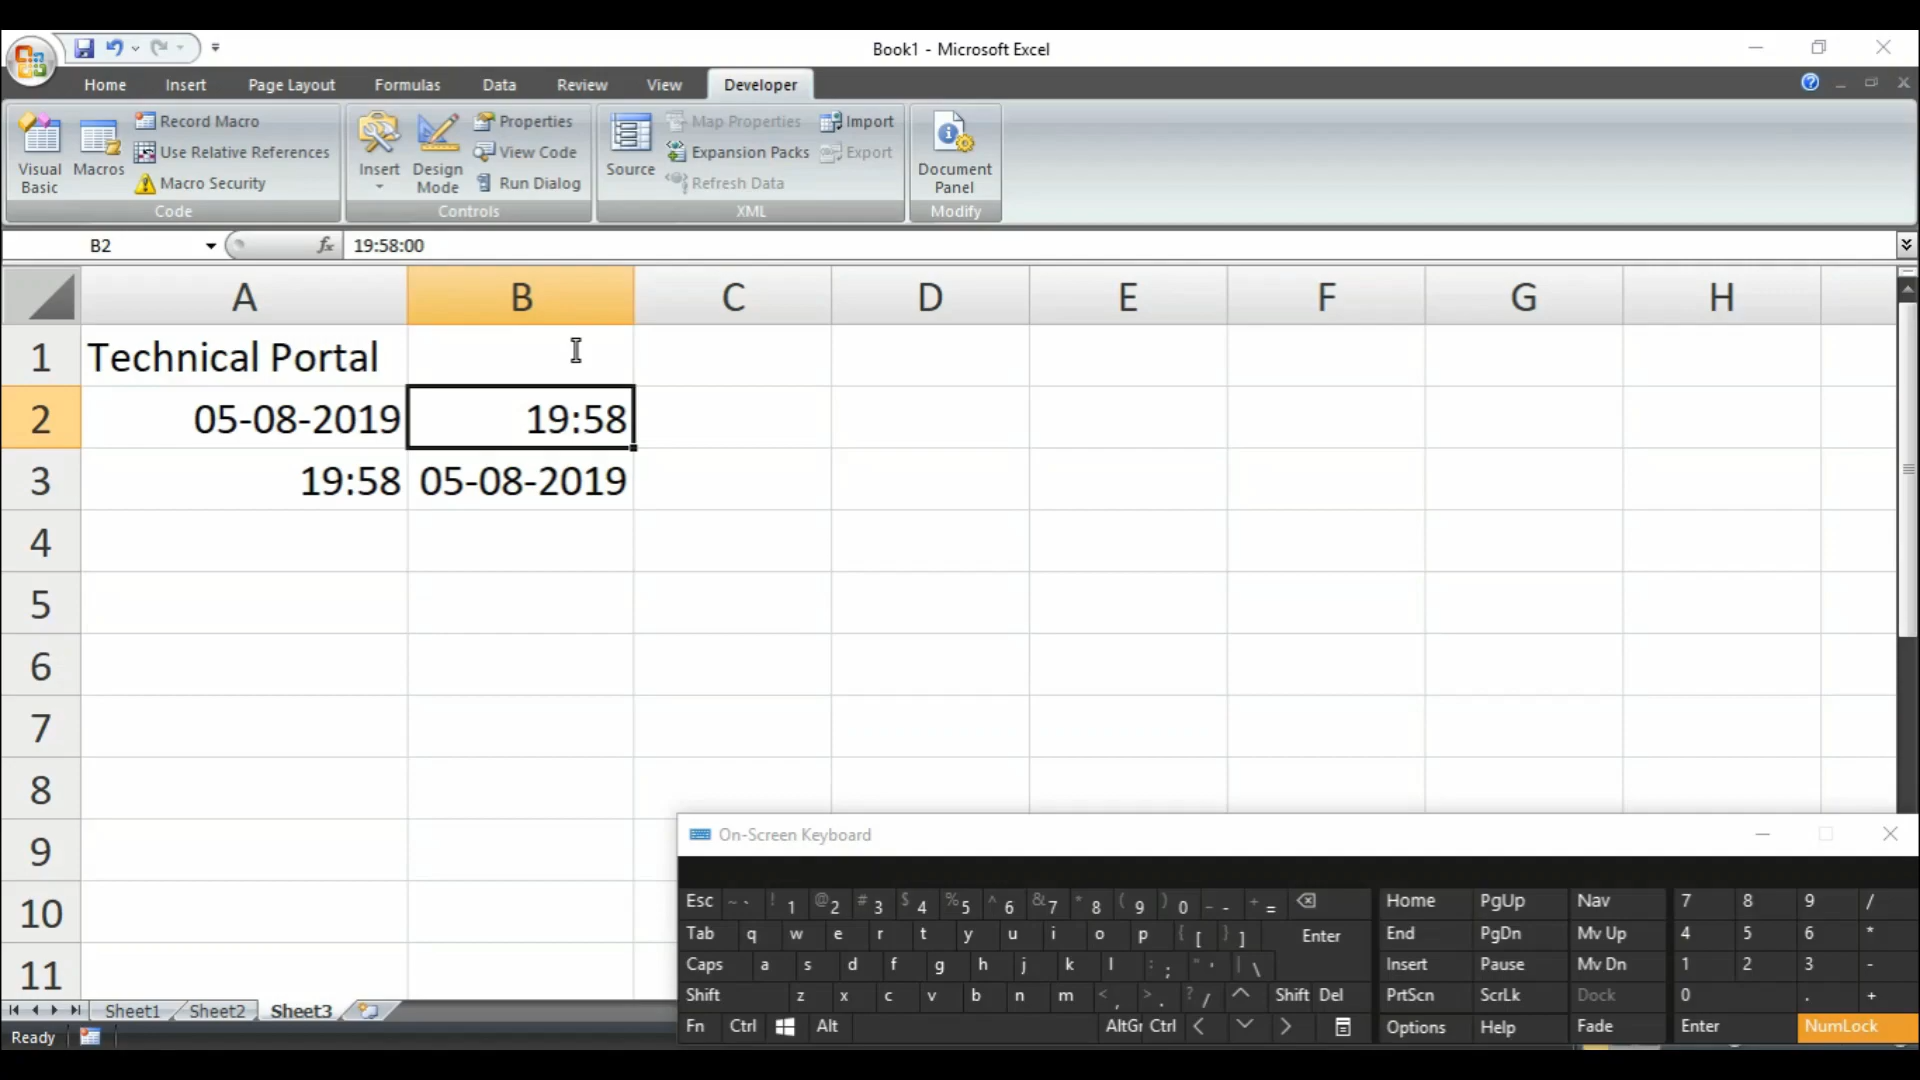 Book1 - Microsoft Excel
Home Insert Page Layout Formulas Data Review View Developer
Visual Basic
Macros
Record Macro
Use Relative References
Macro Security
Code
Insert
Design Mode
Properties
View Code
Run Dialog
Controls
Source
Map Properties
Expansion Packs
Refresh Data
Import
Export
XML
Document Panel
Modify
B2 fx 19:58:00
A B C D E F G H
1 Technical Portal
2 05-08-2019 19:58
3 19:58 05-08-2019
4
5
6
7
8
9
10
11
On-Screen Keyboard
Esc ~ ` ! 1 @ 2 # 3 $ 4 % 5 ^ 6 & 7 * 8 ( 9 ) 0 _ - + = Home PgUp Nav 7 8 9 /
Tab q w e r t y u i o p { [ } ] Enter End PgDn Mv Up 4 5 6 *
Caps a s d f g h j k l : ; " ' | \ Insert Pause Mv Dn 1 2 3 -
Shift z x c v b n m < , > . ? / Shift Del PrtScn ScrLk Dock 0 . +
Fn Ctrl Alt AltGr Ctrl Options Help Fade Enter NumLock
Sheet1 Sheet2 Sheet3
Ready